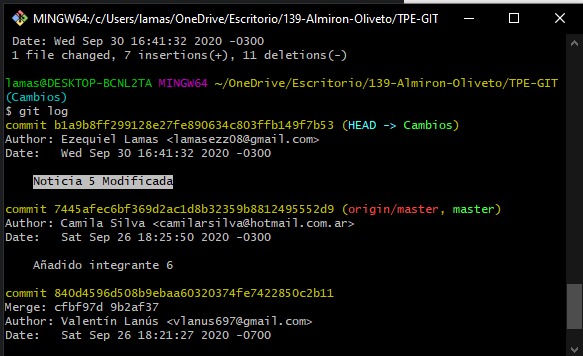 MINGW64:/c/Users/lamas/OneDrive/Escritorio/139-Almiron-Oliveto/TPE-GIT
Date: Wed Sep 30 16:41:32 2020 -0300
1 file changed, 7 insertions(+), 11 deletions(-)
lamas@DESKTOP-BCNL2TA MINGW64 ~/OneDrive/Escritorio/139-Almiron-Oliveto/TPE-GIT
(Cambios)
$ git log
commit b1a9b8ff299128e27fe890634c803ffb149f7b53 (HEAD -> Cambios)
Author: Ezequiel Lamas <lamasezz08@gmail.com>
Date:   Wed Sep 30 16:41:32 2020 -0300
Noticia 5 Modificada
commit 7445afec6bf369d2ac1d8b32359b8812495552d9 (origin/master, master)
Author: Camila Silva <camilarsilva@hotmail.com.ar>
Date:   Sat Sep 26 18:25:50 2020 -0300
Añadido integrante 6
commit 840d4596d508b9ebaa60320374fe7422850c2b11
Merge: cfbf97d 9b2af37
Author: Valentín Lanús <vlanus697@gmail.com>
Date:   Sat Sep 26 18:21:27 2020 -0700